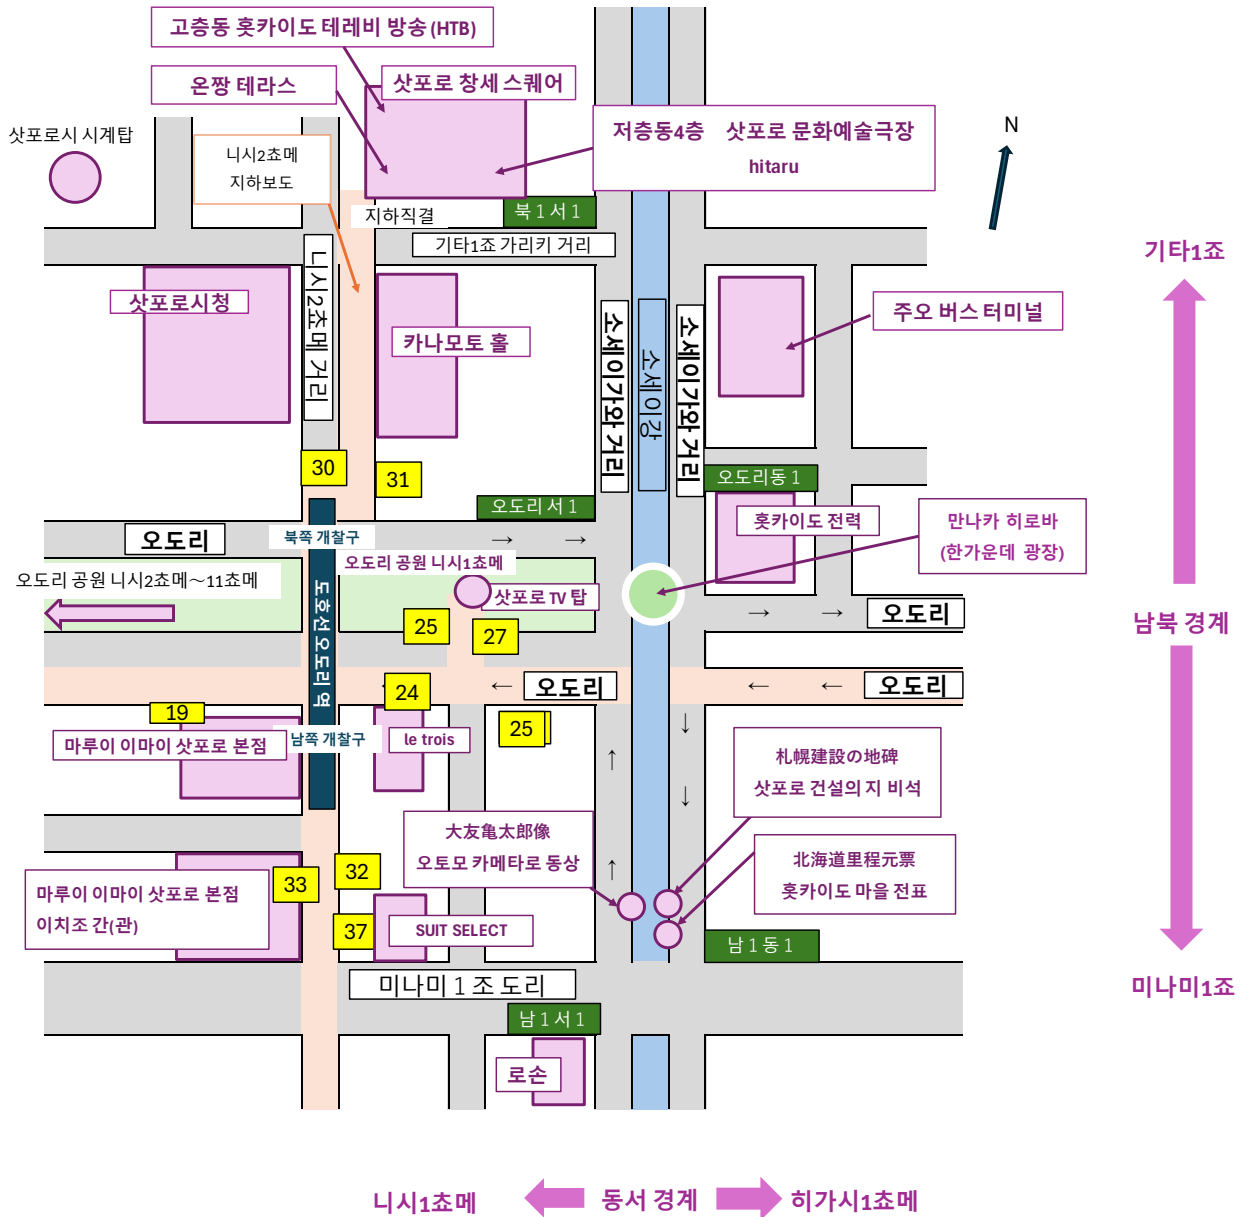 고층동 홋카이도 테레비 방송 (HTB)
온짱 테라스
삿포로 창세 스퀘어
저층동4층 삿포로 문화예술극장
hitaru
N
삿포로시 시계탑
니시2쵸메
지하보도
지하직결
북 1 서 1
기타1죠 가리키 거리
기타1죠
니시2쵸메 거리
삿포로시청
카나모토 홀
소세이가와 거리
소세이강
소세이가와 거리
주오 버스 터미널
30
31
오도리동 1
오도리 서 1
홋카이도 전력
만나카 히로바
(한가운데 광장)
오도리
북쪽 개찰구
→ →
오도리 공원 니시1쵸메
오도리 공원 니시2쵸메～11쵸메
삿포로 TV 탑
도호선 오도리 역
25
27
→ →
오도리
남북 경계
24
←
오도리
← ←
오도리
19
마루이 이마이 삿포로 본점
남쪽 개찰구
le trois
25
↓
↑
↓
札幌建設の地碑
삿포로 건설의 지 비석
大友亀太郎像
오토모 카메타로 동상
↑
北海道里程元票
홋카이도 마을 전표
마루이 이마이 삿포로 본점
이치조 간(관)
33
32
37
SUIT SELECT
남 1 동 1
미나미 1 조 도리
미나미1죠
남 1 서 1
로손
니시1쵸메
동서 경계
히가시1쵸메